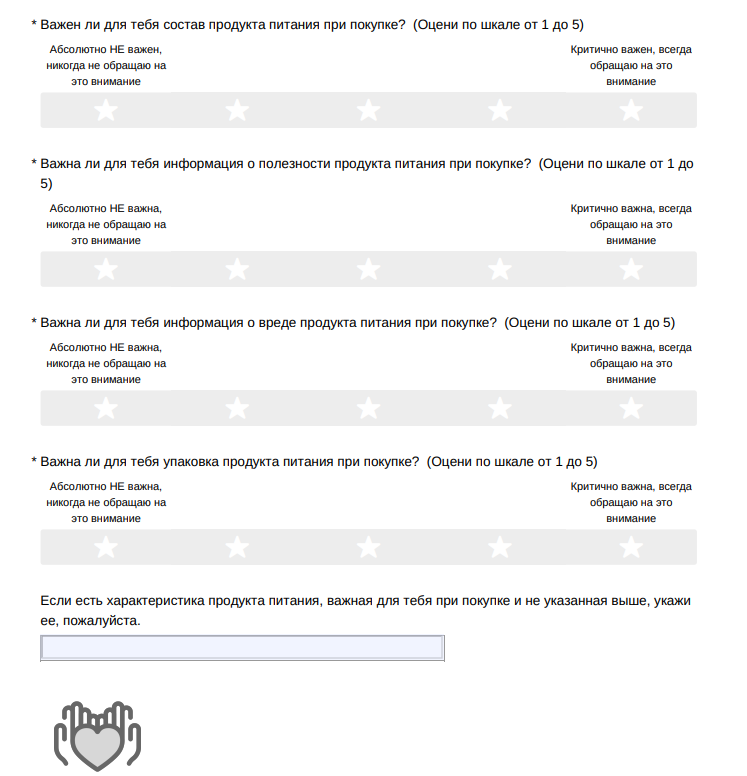 * Важен ли для тебя состав продукта питания при покупке? (Оцени по шкале от 1 до 5)
Абсолютно НЕ важен,
никогда не обращаю на
это внимание
Критично важен, всегда
обращаю на это
внимание
* Важна ли для тебя информация о полезности продукта питания при покупке? (Оцени по шкале от 1 до
5)
Абсолютно НЕ важна,
никогда не обращаю на
это внимание
Критично важна, всегда
обращаю на это
внимание
* Важна ли для тебя информация о вреде продукта питания при покупке? (Оцени по шкале от 1 до 5)
Абсолютно НЕ важна,
никогда не обращаю на
это внимание
Критично важна, всегда
обращаю на это
внимание
* Важна ли для тебя упаковка продукта питания при покупке? (Оцени по шкале от 1 до 5)
Абсолютно НЕ важна,
никогда не обращаю на
это внимание
Критично важна, всегда
обращаю на это
внимание
Если есть характеристика продукта питания, важная для тебя при покупке и не указанная выше, укажи
ее, пожалуйста.